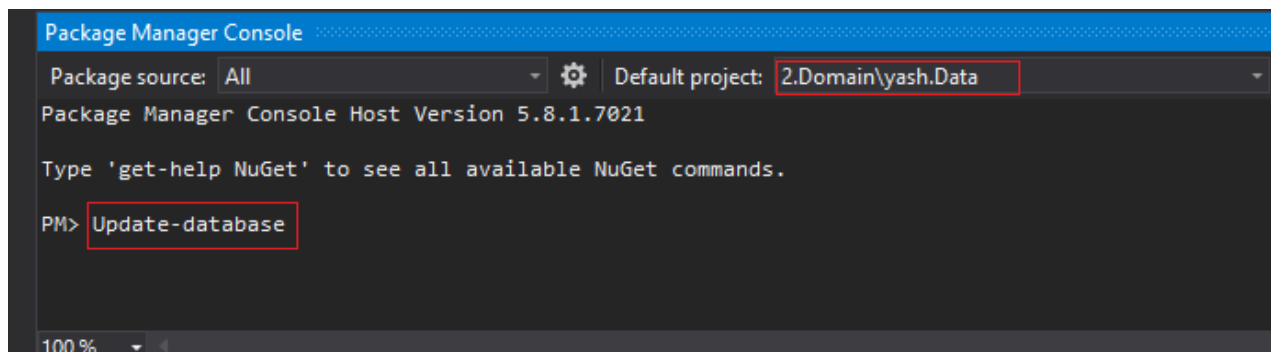 Package Manager Console
Package source: All Default project: 2.Domain\yash.Data
Package Manager Console Host Version 5.8.1.7021
Type 'get-help NuGet' to see all available NuGet commands.
PM> Update-database
100 %